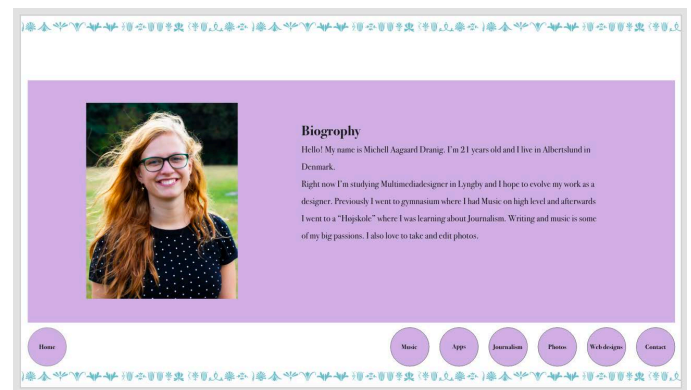 Biography
Hello! My name is Michell Aagaard Dranig. I'm 21 years old and I live in Albertslund in
Denmark.
Right now I'm studying Multimediadesigner in Lyngby and I hope to evolve my work as a
designer. Previously I went to gymnasium where I had Music on high level and afterwards
I went to a "Højskole" where I was learning about Journalism. Writing and music is some
of my big passions. I also love to take and edit photos.
Home
Music
Apps
Journalism
Photos
Web designs
Contact